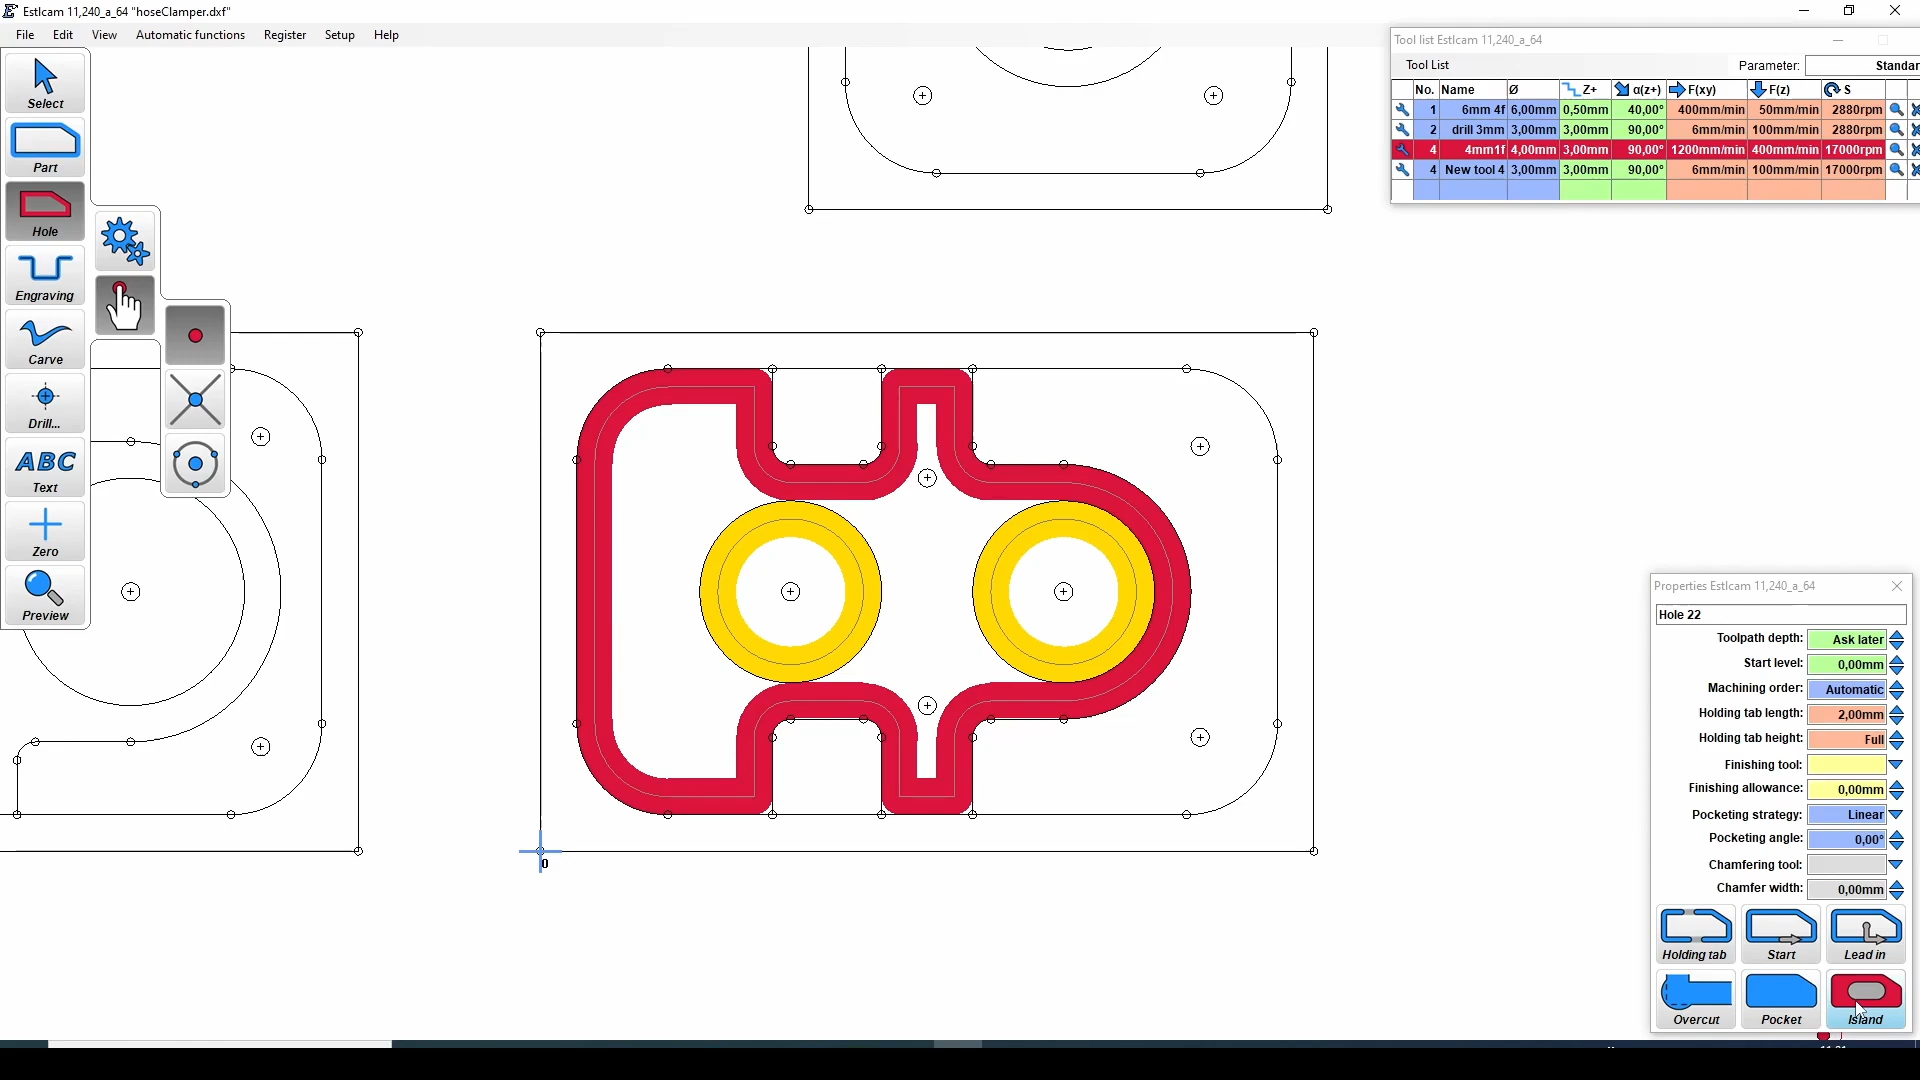 Estlcam 11,240_a_64 "hoseClamper.dxf"
File Edit View Automatic functions Register Setup Help
Select
Part
Hole
Engraving
Carve
Drill...
ABC
Text
Zero
Preview
0
Tool list Estlcam 11,240_a_64
Tool List Parameter: Standar
No. Name Ø Z+ α(z+) F(xy) F(z) S
1 6mm 4f 6,00mm 0,50mm 40,00° 400mm/min 50mm/min 2880rpm
2 drill 3mm 3,00mm 3,00mm 90,00° 6mm/min 100mm/min 2880rpm
4 4mm1f 4,00mm 3,00mm 90,00° 1200mm/min 400mm/min 17000rpm
4 New tool 4 3,00mm 3,00mm 90,00° 6mm/min 100mm/min 17000rpm
Properties Estlcam 11,240_a_64
Hole 22
Toolpath depth: Ask later
Start level: 0,00mm
Machining order: Automatic
Holding tab length: 2,00mm
Holding tab height: Full
Finishing tool:
Finishing allowance: 0,00mm
Pocketing strategy: Linear
Pocketing angle: 0,00°
Chamfering tool:
Chamfer width: 0,00mm
Holding tab Start Lead in
Overcut Pocket Island